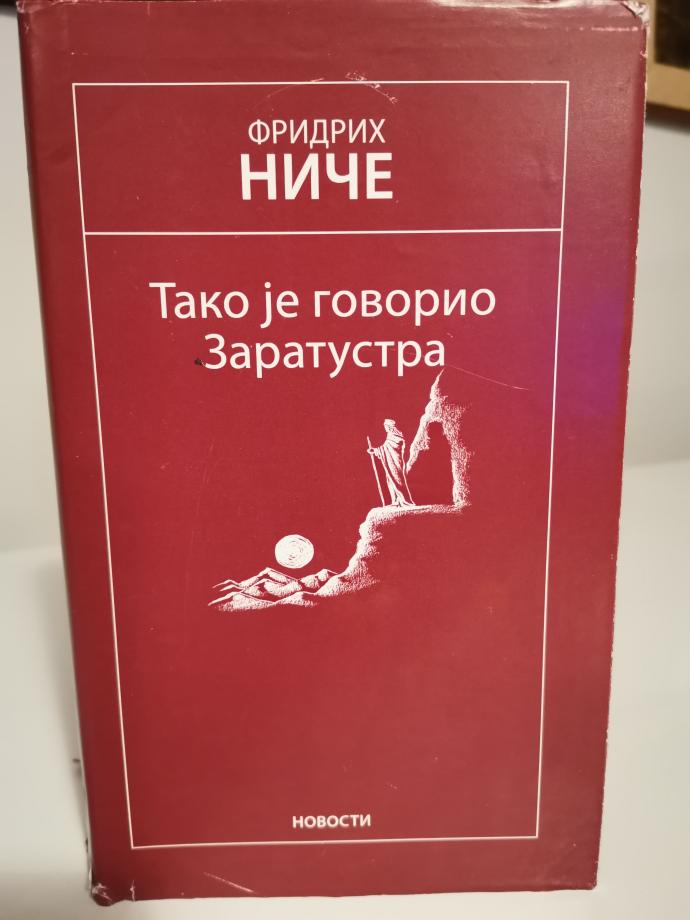 ФРИДРИХ
НИЧЕ
Тако је говорио
Заратустра
НОВОСТИ